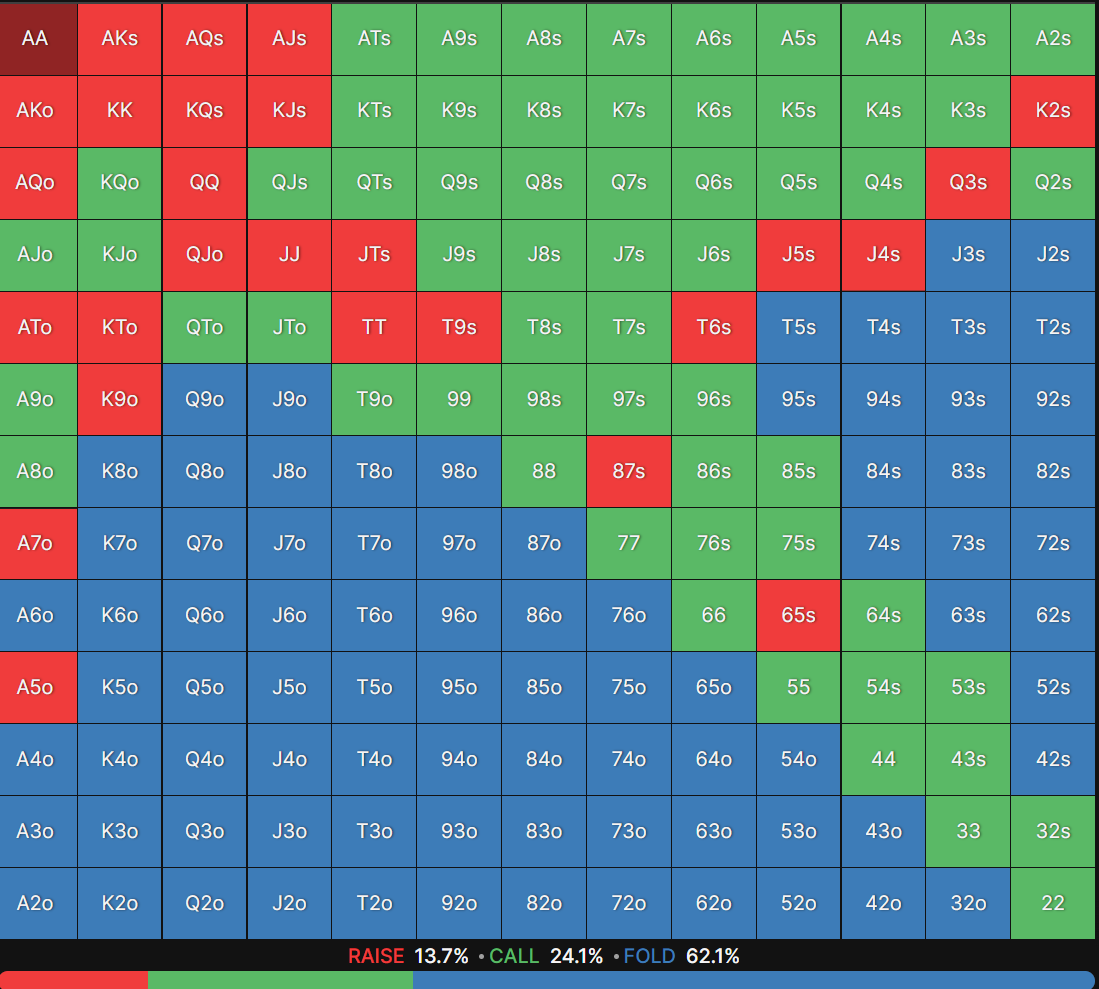 AA AKs AQs AJs ATs A9s A8s A7s A6s A5s A4s A3s A2s
AKo KK KQs KJs KTs K9s K8s K7s K6s K5s K4s K3s K2s
AQo KQo QQ QJs QTs Q9s Q8s Q7s Q6s Q5s Q4s Q3s Q2s
AJo KJo QJo JJ JTs J9s J8s J7s J6s J5s J4s J3s J2s
ATo KTo QTo JTo TT T9s T8s T7s T6s T5s T4s T3s T2s
A9o K9o Q9o J9o T9o 99 98s 97s 96s 95s 94s 93s 92s
A8o K8o Q8o J8o T8o 98o 88 87s 86s 85s 84s 83s 82s
A7o K7o Q7o J7o T7o 97o 87o 77 76s 75s 74s 73s 72s
A6o K6o Q6o J6o T6o 96o 86o 76o 66 65s 64s 63s 62s
A5o K5o Q5o J5o T5o 95o 85o 75o 65o 55 54s 53s 52s
A4o K4o Q4o J4o T4o 94o 84o 74o 64o 54o 44 43s 42s
A3o K3o Q3o J3o T3o 93o 83o 73o 63o 53o 43o 33 32s
A2o K2o Q2o J2o T2o 92o 82o 72o 62o 52o 42o 32o 22
RAISE 13.7% • CALL 24.1% • FOLD 62.1%